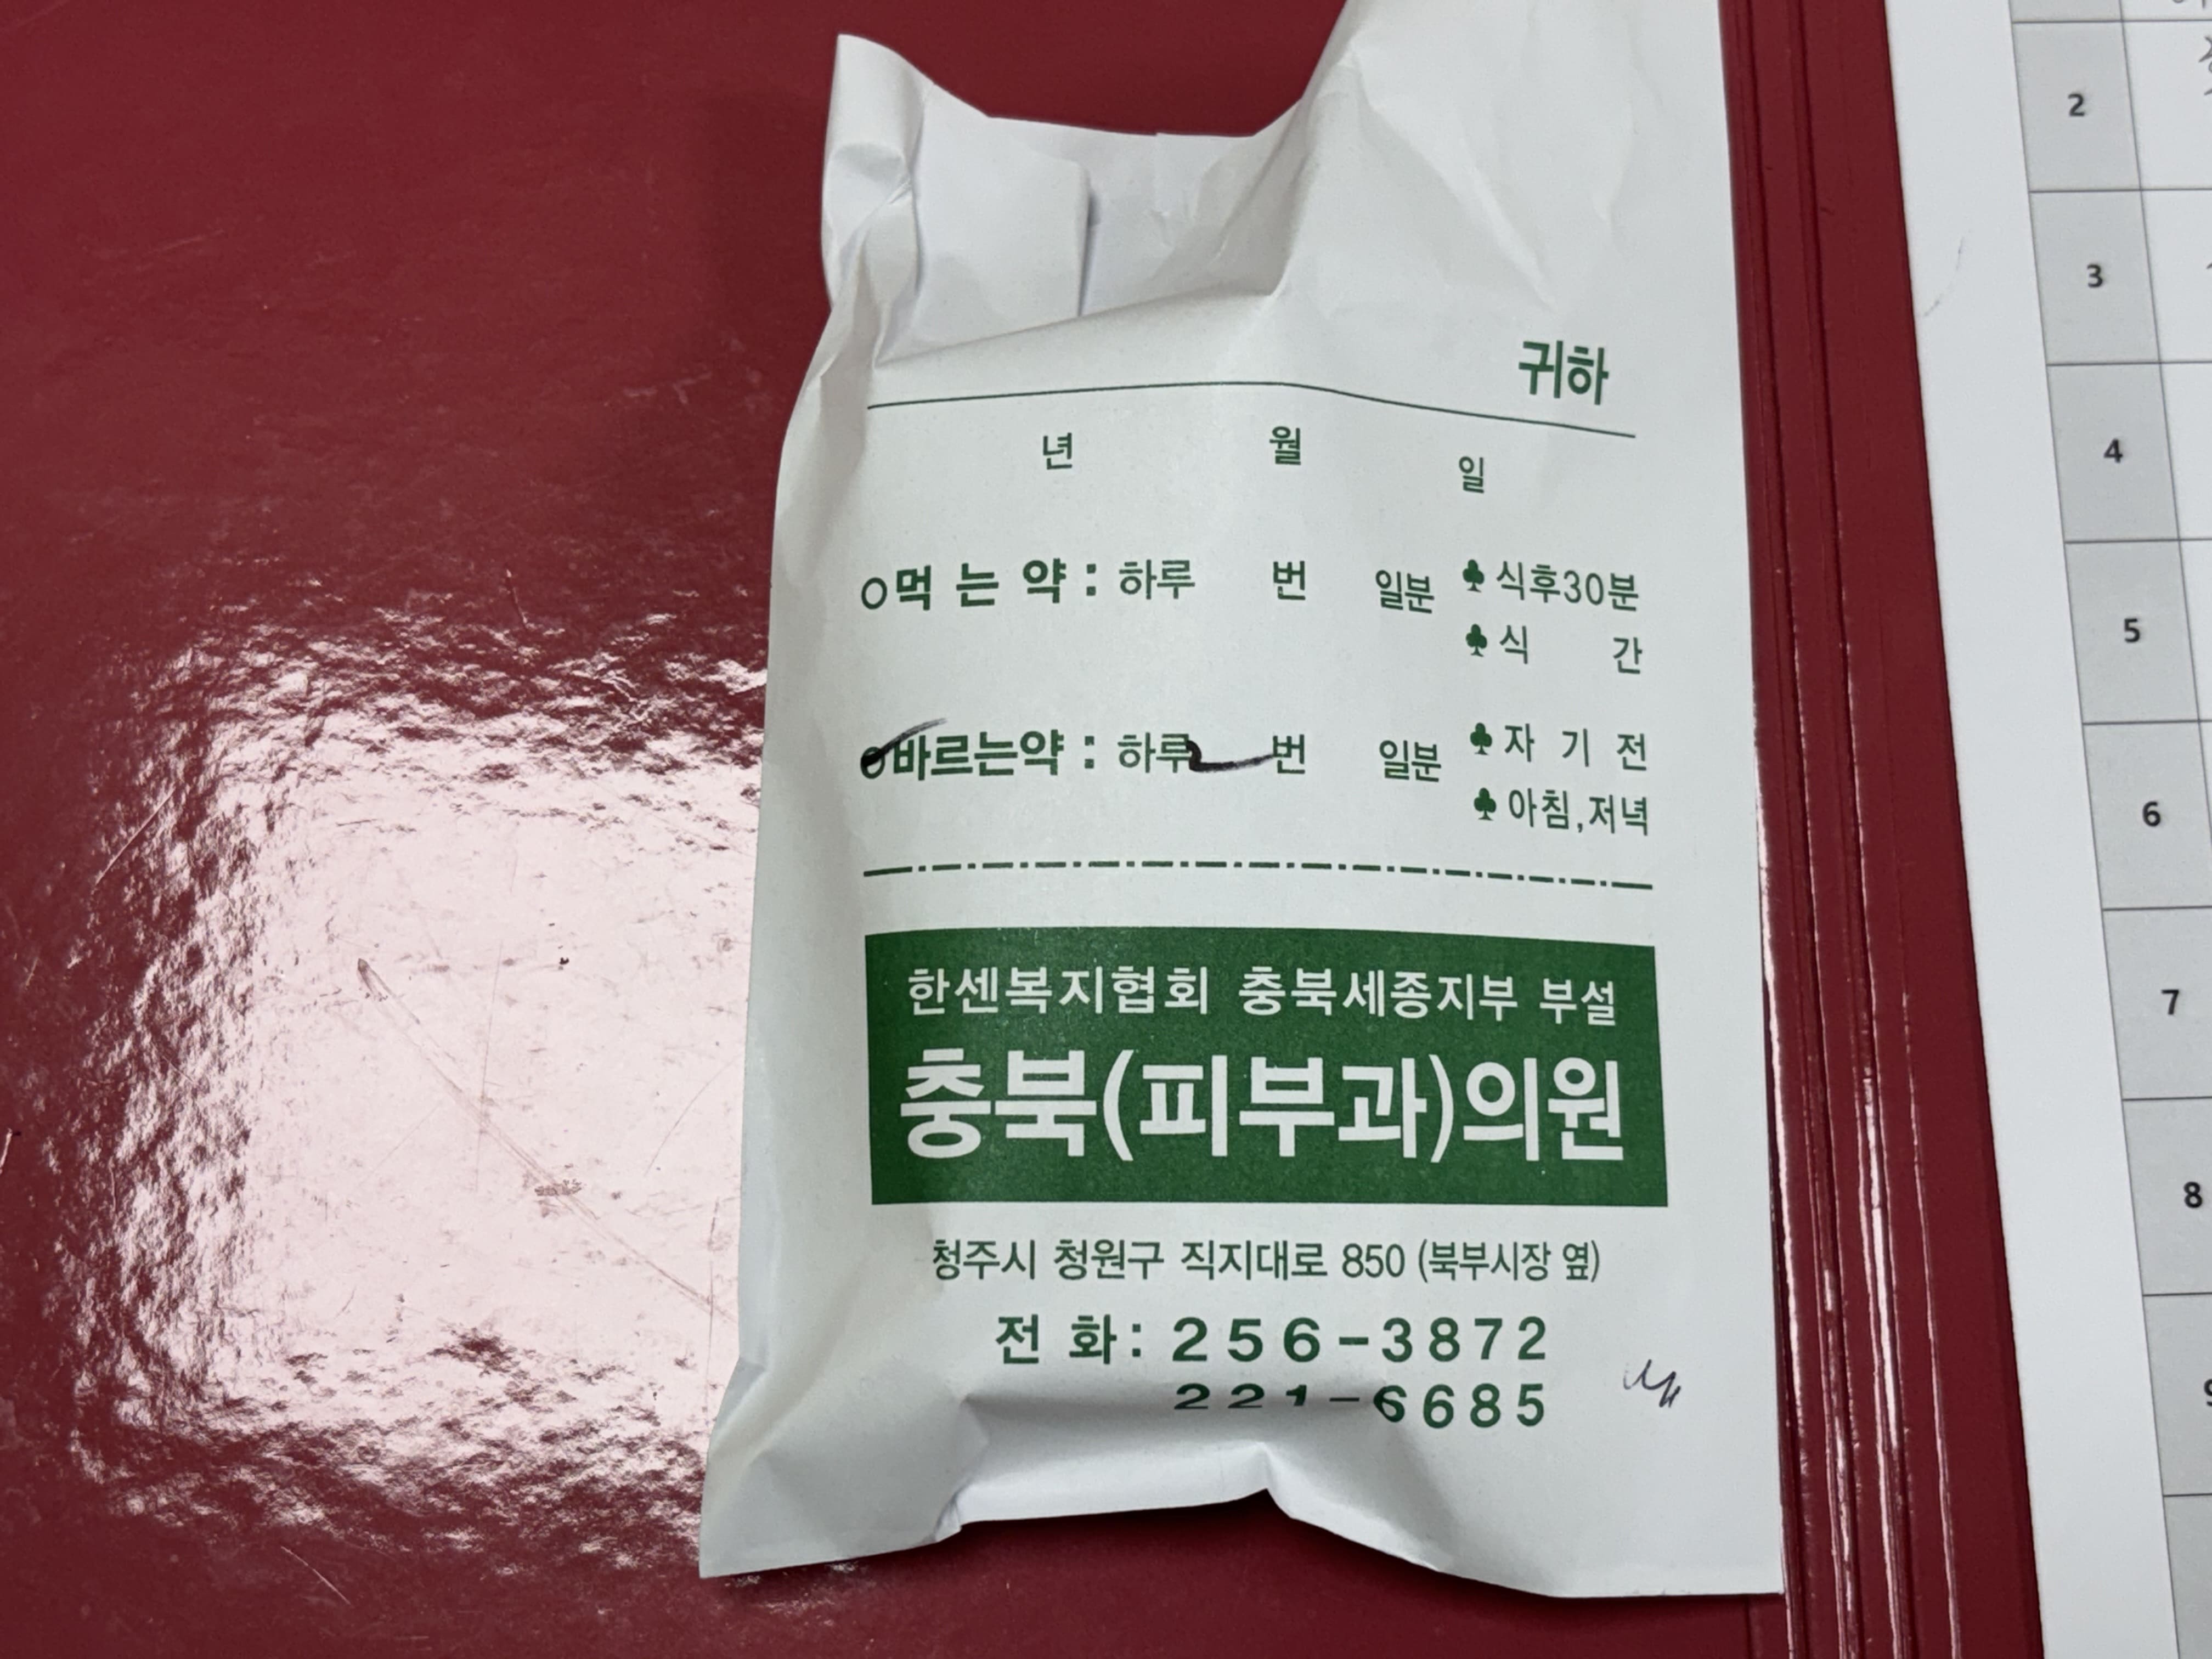 귀하
년 월 일
○먹 는 약 : 하루 번 일분 ♣식후30분
♣식 간
○바르는약 : 하루 2 번 일분 ♣자 기 전
♣아침,저녁
한센복지협회 충북세종지부 부설
충북(피부과)의원
청주시 청원구 직지대로 850 (북부시장 옆)
전 화: 256-3872
221-6685
2
3
4
5
6
7
8